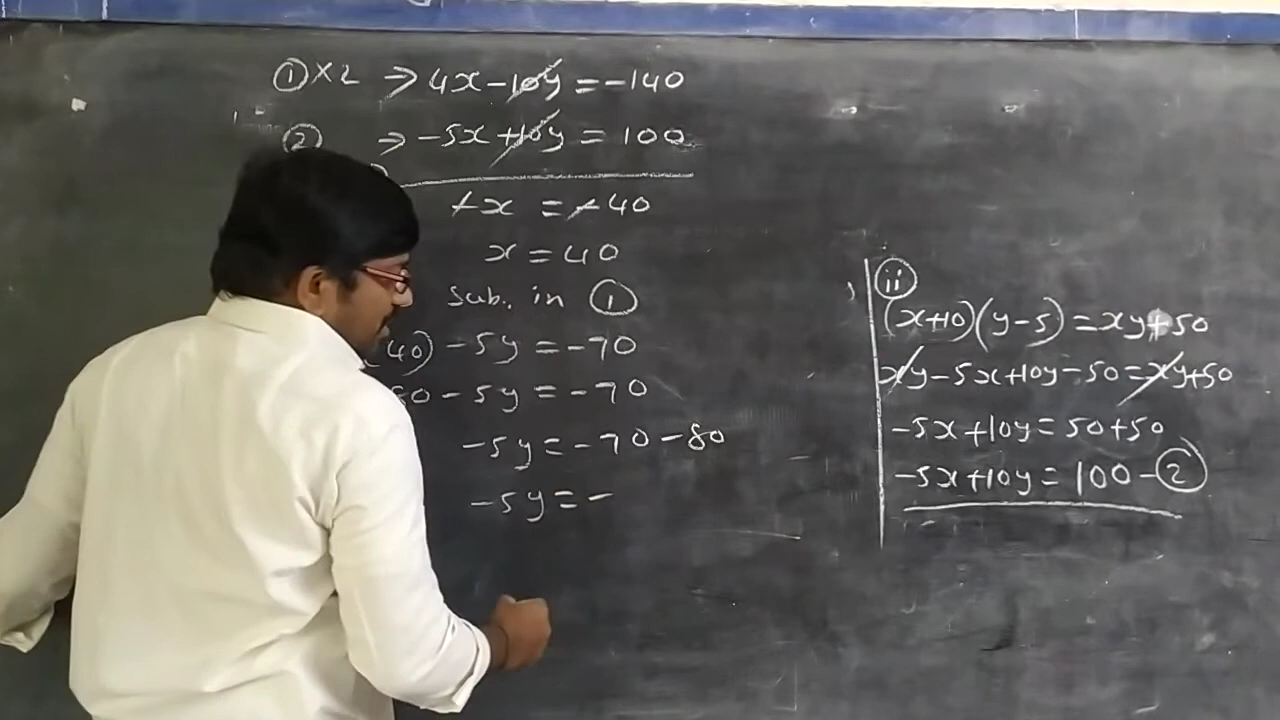 ① × 2 ⇒ 4x - 10y = -140
② ⇒ -5x + 10y = 100
-x = -40
x = 40
Sub. in ①
40) - 5y = -70
80 - 5y = -70
-5y = -70 - 80
-5y = -
ii
(x+10)(y-5) = xy+50
xy - 5x + 10y - 50 = xy + 50
-5x + 10y = 50 + 50
-5x + 10y = 100 - ②